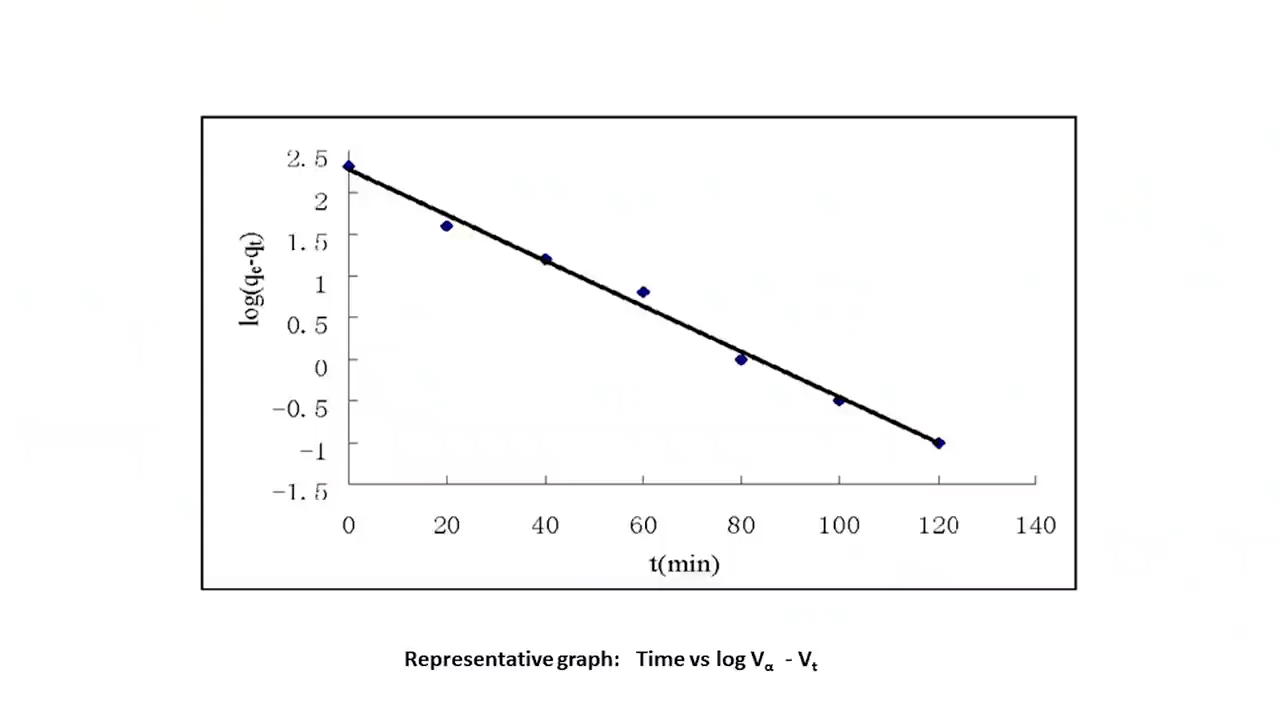 2.5
2
1.5
1
0.5
0
-0.5
-1
-1.5
log(qe-qt)
0 20 40 60 80 100 120 140
t(min)
Representative graph: Time vs log Vα - Vt